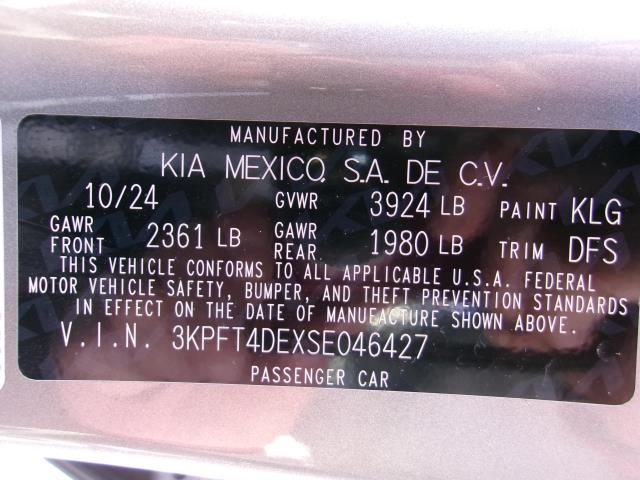 MANUFACTURED BY
KIA MEXICO, S.A. DE C.V.
10/24 GVWR 3924 LB PAINT KLG
GAWR FRONT 2361 LB GAWR REAR 1980 LB TRIM DFS
THIS VEHICLE CONFORMS TO ALL APPLICABLE U.S.A. FEDERAL
MOTOR VEHICLE SAFETY, BUMPER, AND THEFT PREVENTION STANDARDS
IN EFFECT ON THE DATE OF MANUFACTURE SHOWN ABOVE.
V.I.N. 3KPFT4DEXSE046427
PASSENGER CAR